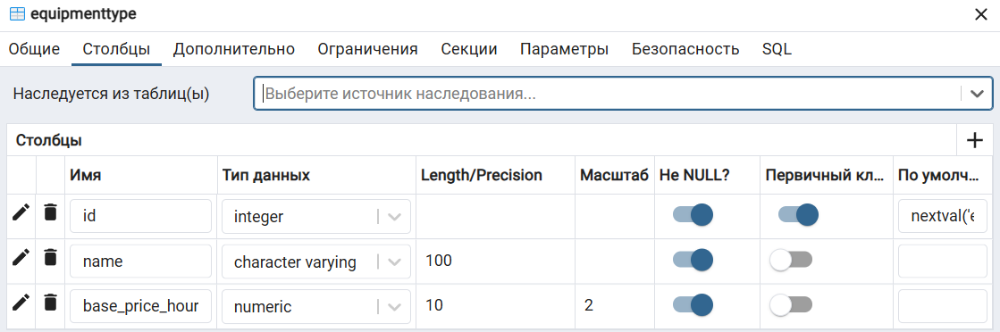 equipmenttype
Общие Столбцы Дополнительно Ограничения Секции Параметры Безопасность SQL
Наследуется из таблиц(ы) Выберите источник наследования...
Столбцы
Имя Тип данных Length/Precision Масштаб Не NULL? Первичный кл... По умолч...
id integer nextval('e
name character varying 100
base_price_hour numeric 10 2